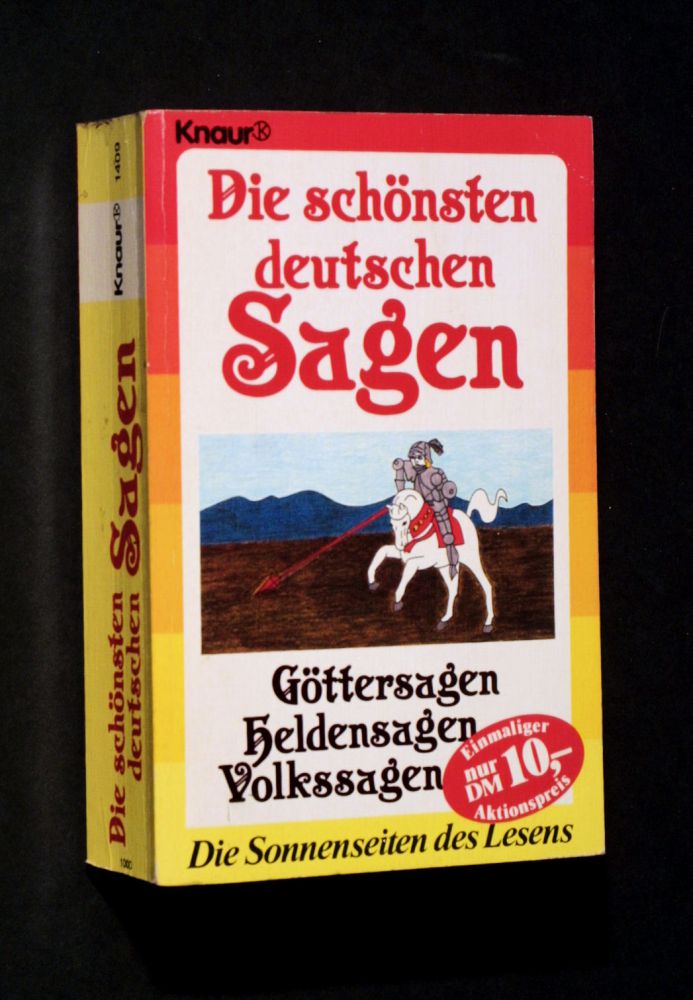 Knaur®
Die schönsten
deutschen
Sagen
Göttersagen
Heldensagen
Volkssagen
Einmaliger
nur
DM 10,-
Aktionspreis
Die Sonnenseiten des Lesens
1409
Knaur®
Die schönsten
deutschen
Sagen
1000